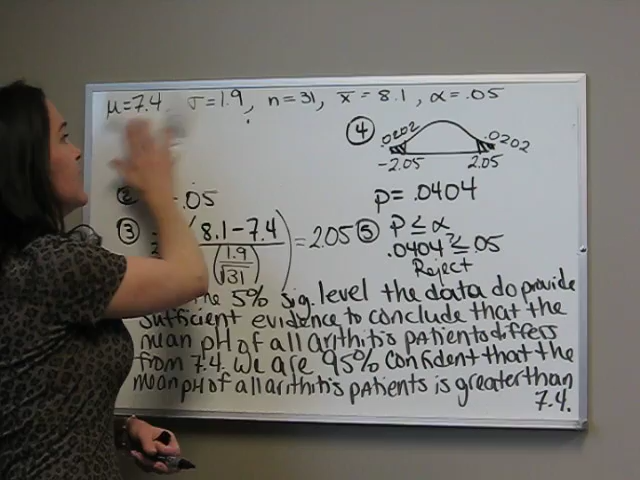 μ=7.4, σ=1.9, n=31, x̄=8.1, α=.05
④ .0202 .0202
-2.05 2.05
p=.0404
② .05
③ (8.1-7.4 / (1.9/√31)) = 2.05
⑤ P≤α
.0404 ?≤ .05
Reject
the 5% sig. level the data do provide
sufficient evidence to conclude that the
mean pH of all arthitis patients differs
from 7.4. We are 95% confident that the
mean pH of all arthitis patients is greater than
7.4.